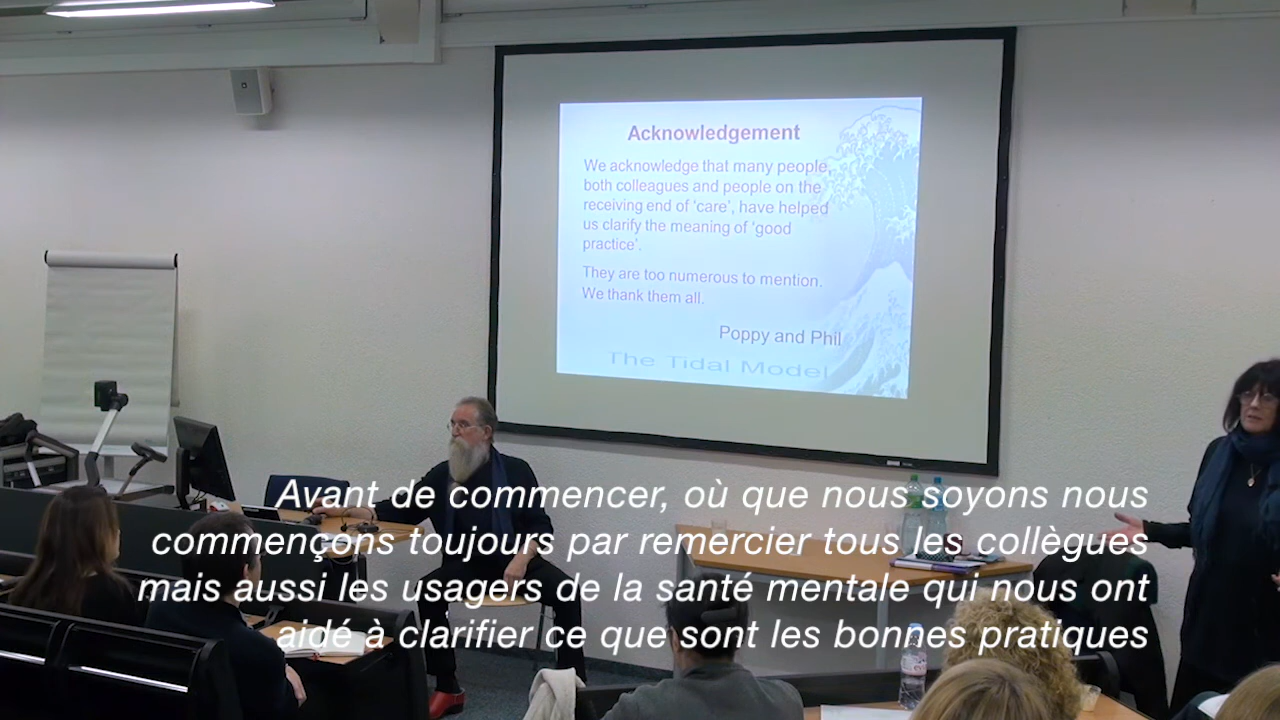 Acknowledgement
We acknowledge that many people,
both colleagues and people on the
receiving end of ‘care’, have helped
us clarify the meaning of ‘good
practice’.
They are too numerous to mention.
We thank them all.
Poppy and Phil
The Tidal Model
Avant de commencer, où que nous soyons nous
commençons toujours par remercier tous les collègues
mais aussi les usagers de la santé mentale qui nous ont
aidé à clarifier ce que sont les bonnes pratiques